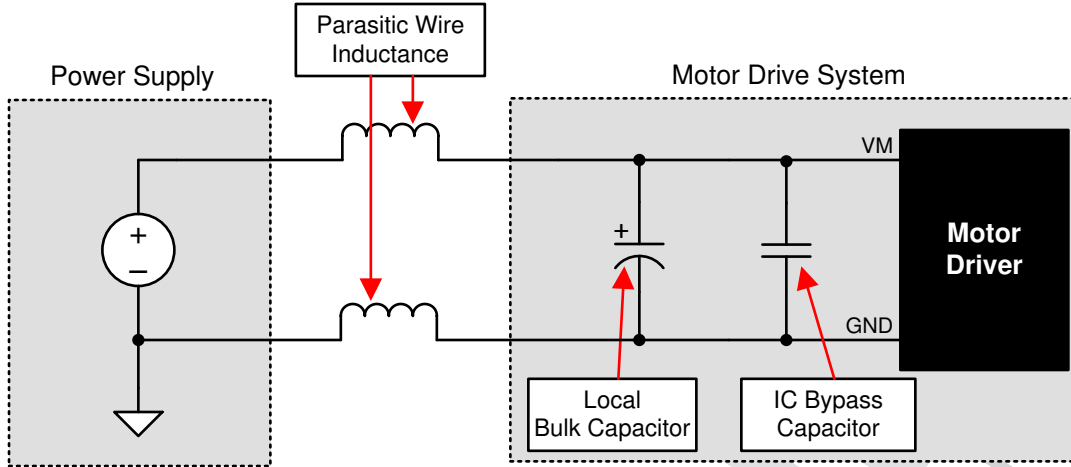 Parasitic Wire
Inductance
Power Supply
Motor Drive System
VM
+
–
+
Motor
Driver
GND
Local
Bulk Capacitor
IC Bypass
Capacitor